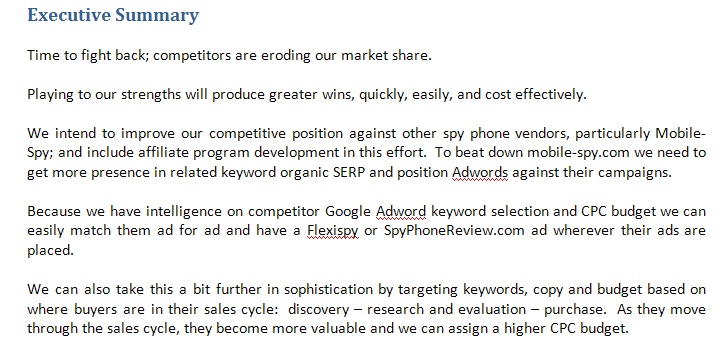 Executive Summary
Time to fight back; competitors are eroding our market share.
Playing to our strengths will produce greater wins, quickly, easily, and cost effectively.
We intend to improve our competitive position against other spy phone vendors, particularly Mobile-
Spy; and include affiliate program development in this effort.  To beat down mobile-spy.com we need to
get more presence in related keyword organic SERP and position Adwords against their campaigns.
Because we have intelligence on competitor Google Adword keyword selection and CPC budget we can
easily match them ad for ad and have a Flexispy or SpyPhoneReview.com ad wherever their ads are
placed.
We can also take this a bit further in sophistication by targeting keywords, copy and budget based on
where buyers are in their sales cycle:  discovery – research and evaluation – purchase.  As they move
through the sales cycle, they become more valuable and we can assign a higher CPC budget.